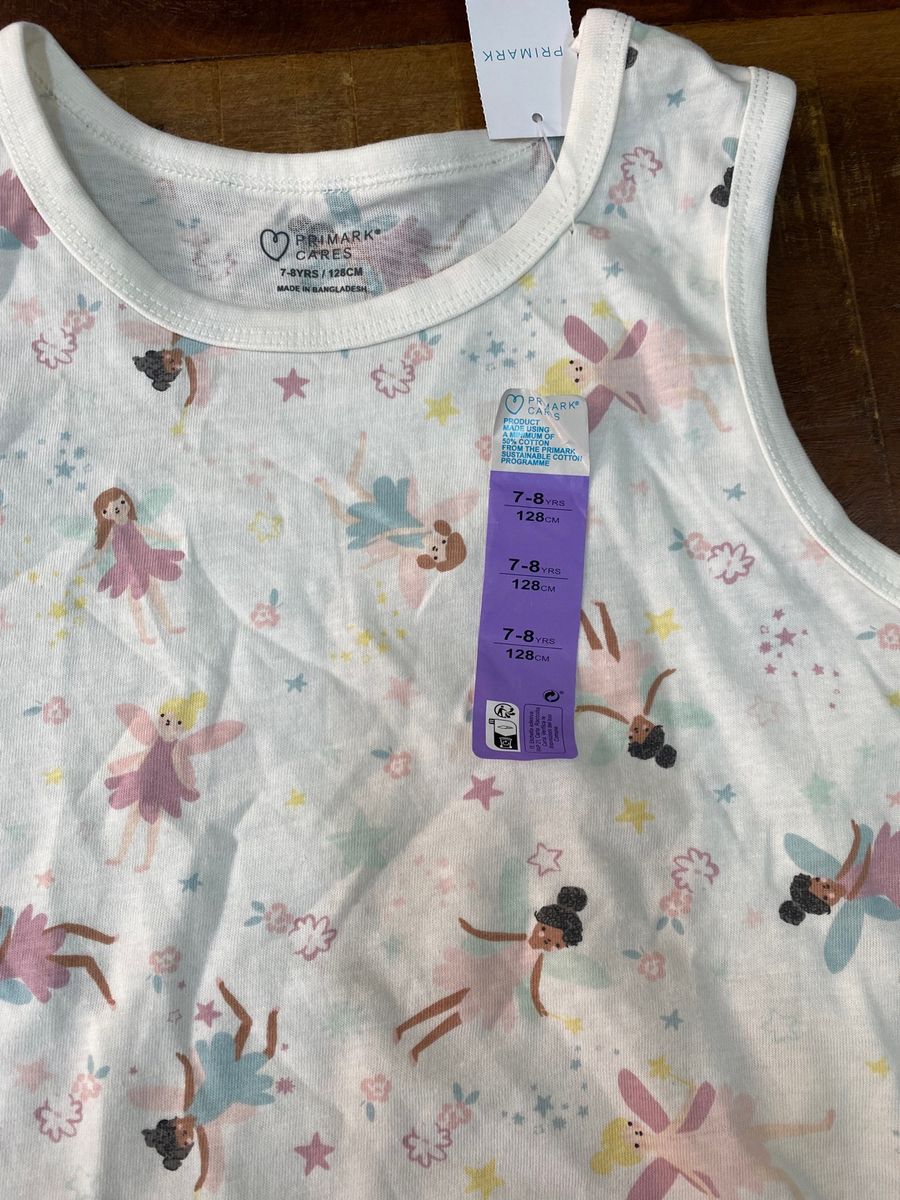 PRIMARK
PRIMARK®
CARES
7-8YRS / 128CM
MADE IN BANGLADESH
PRIMARK®
CARES
PRODUCT
MADE USING
A MINIMUM OF
50% COTTON
FROM THE PRIMARK
SUSTAINABLE COTTON
PROGRAMME
7-8YRS
128CM
7-8YRS
128CM
7-8YRS
128CM